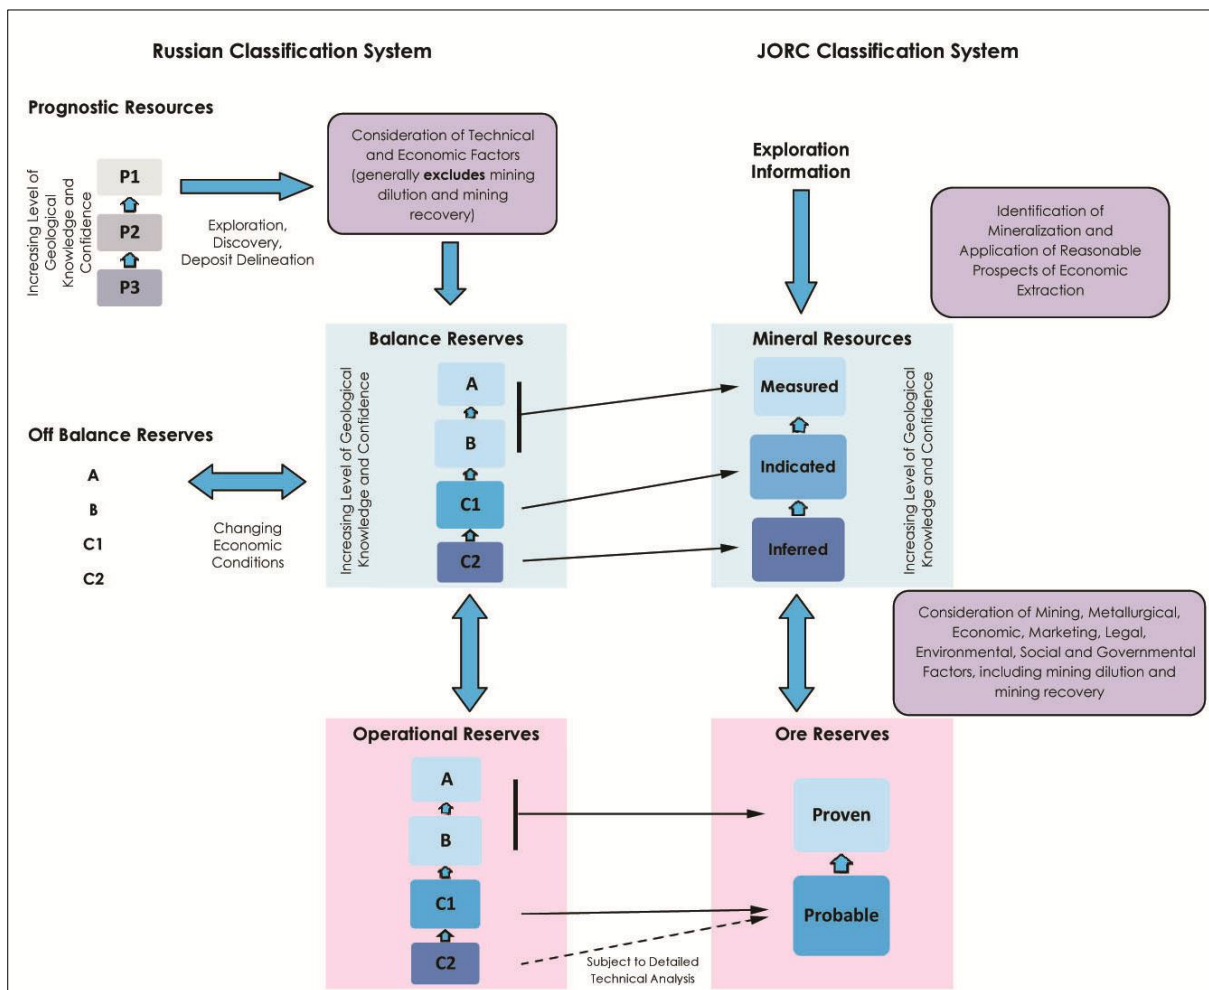 Russian Classification System
JORC Classification System
Prognostic Resources
Increasing Level of
Geological
Knowledge and
Confidence
P1
P2
P3
Exploration,
Discovery,
Deposit Delineation
Consideration of Technical
and Economic Factors
(generally excludes mining
dilution and mining
recovery)
Exploration
Information
Identification of
Mineralization and
Application of Reasonable
Prospects of Economic
Extraction
Off Balance Reserves
A
B
C1
C2
Changing
Economic
Conditions
Balance Reserves
Increasing Level of Geological
Knowledge and Confidence
A
B
C1
C2
Mineral Resources
Measured
Indicated
Inferred
Increasing Level of Geological
Knowledge and Confidence
Consideration of Mining, Metallurgical,
Economic, Marketing, Legal,
Environmental, Social and Governmental
Factors, including mining dilution and
mining recovery
Operational Reserves
A
B
C1
C2
Subject to Detailed
Technical Analysis
Ore Reserves
Proven
Probable